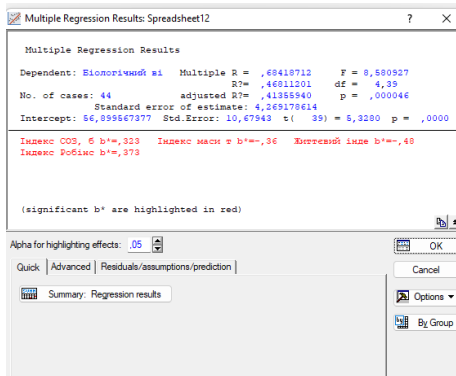 Multiple Regression Results: Spreadsheet12 ? ×
Multiple Regression Results
Dependent: Біологічний ві Multiple R = ,68418712 F = 8,580927
R?= ,46811201 df = 4,39
No. of cases: 44 adjusted R?= ,41355940 p = ,000046
Standard error of estimate: 4,269178614
Intercept: 56,899567377 Std.Error: 10,67943 t( 39) = 5,3280 p = ,0000
Індекс СОЗ, б b*=,323 Індекс маси т b*=-,36 Життєвий інде b*=-,48
Індекс Робінс b*=,373
(significant b* are highlighted in red)
Alpha for highlighting effects: ,05
OK
Quick Advanced Residuals/assumptions/prediction
Cancel
Summary: Regression results
Options
By Group